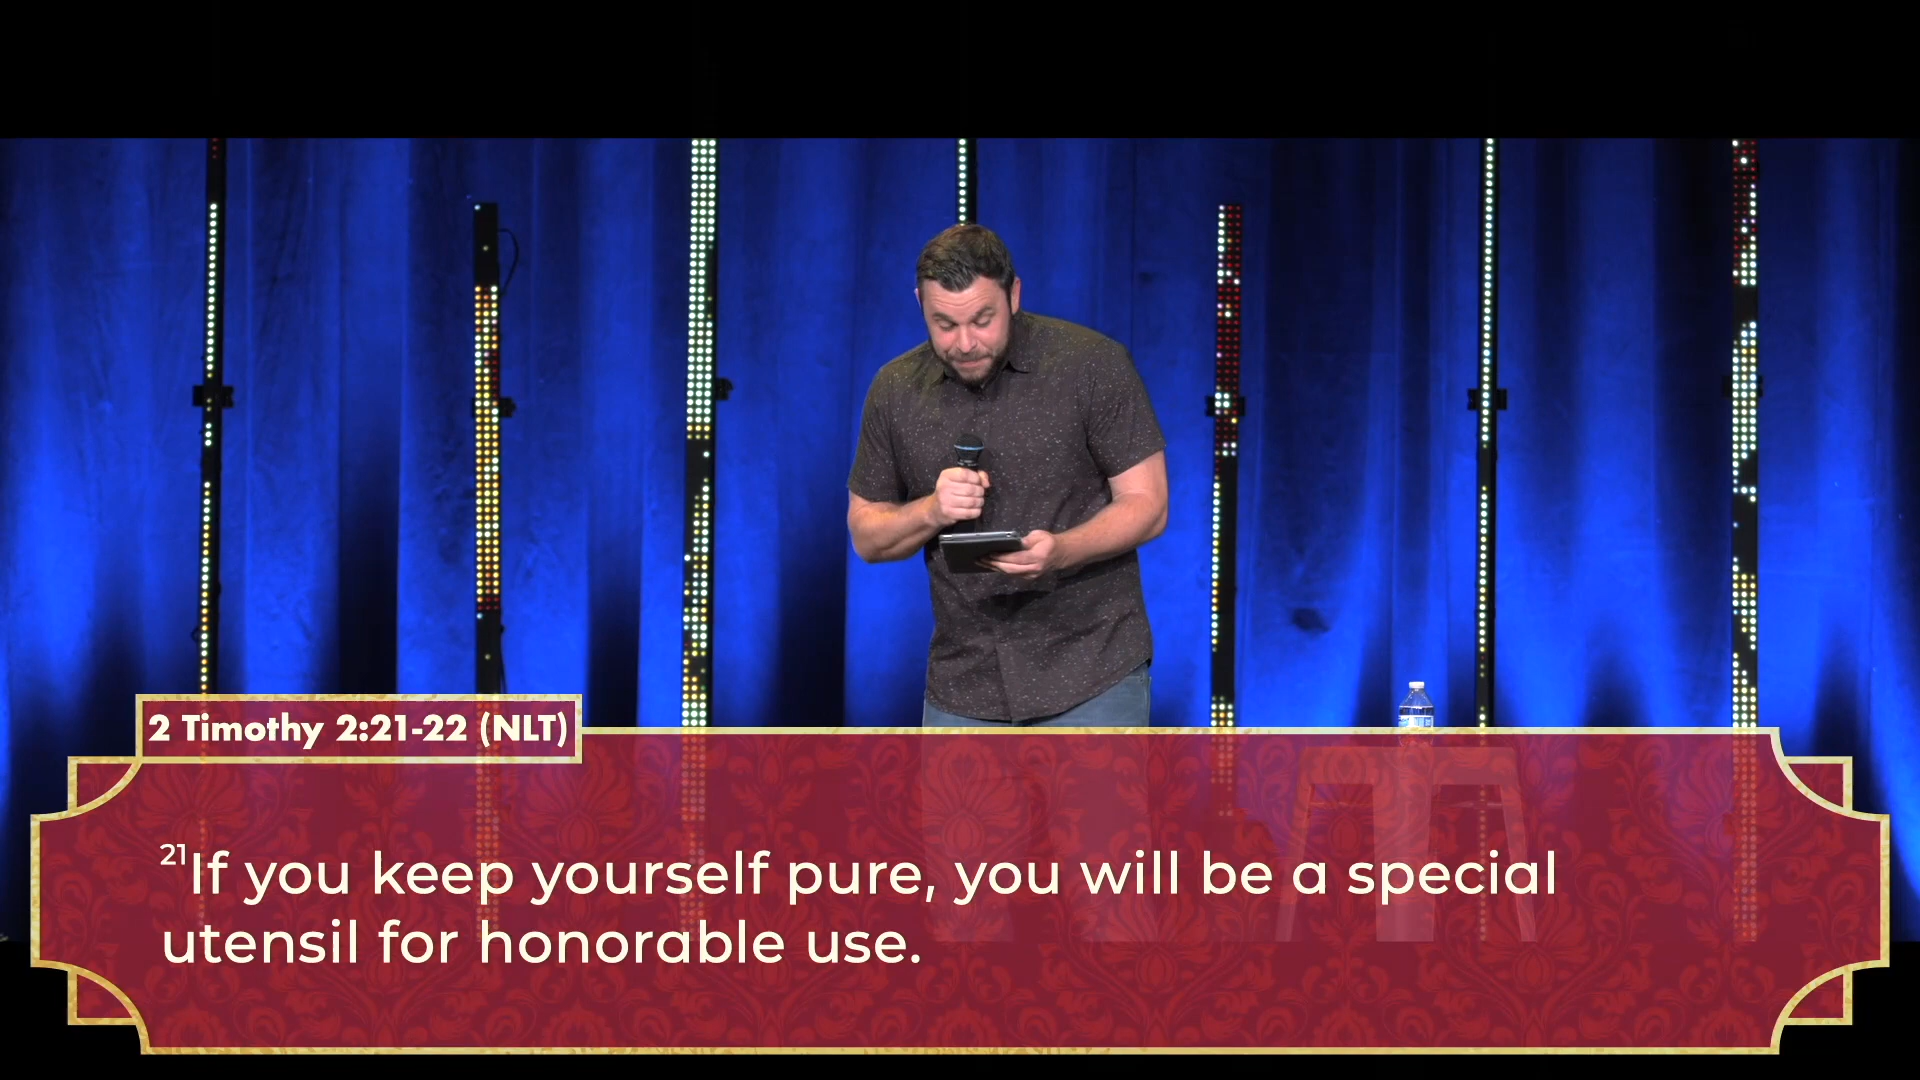 2 Timothy 2:21-22 (NLT)
21If you keep yourself pure, you will be a special
utensil for honorable use.